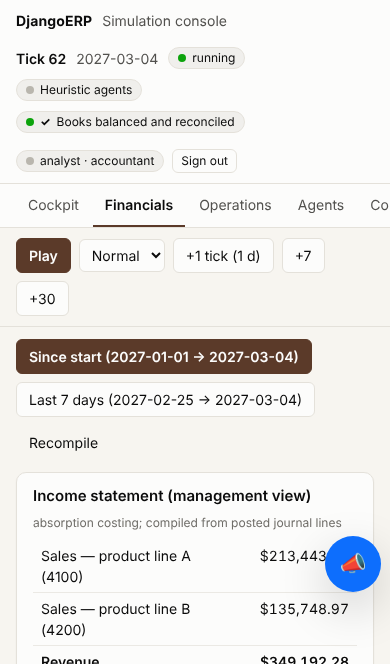 DjangoERP Simulation console
Tick 62 2027-03-04 running
Heuristic agents
✔ Books balanced and reconciled
analyst · accountant Sign out
Cockpit Financials Operations Agents Co
Play Normal +1 tick (1 d) +7
+30
Since start (2027-01-01 → 2027-03-04)
Last 7 days (2027-02-25 → 2027-03-04)
Recompile
Income statement (management view)
absorption costing; compiled from posted journal lines
Sales — product line A $213,443
(4100)
Sales — product line B $135,748.97
(4200)
Revenue $349,192.28